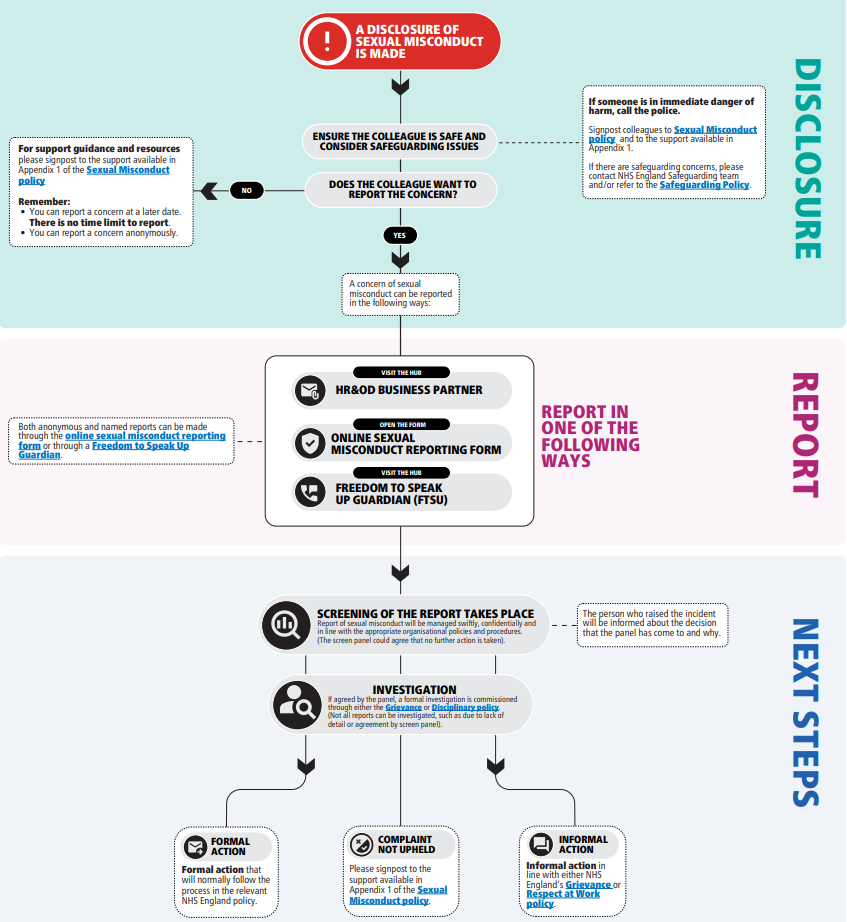 A DISCLOSURE OF
SEXUAL MISCONDUCT
IS MADE
DISCLOSURE
ENSURE THE COLLEAGUE IS SAFE AND
CONSIDER SAFEGUARDING ISSUES
If someone is in immediate danger of
harm, call the police.
Signpost colleagues to Sexual Misconduct
policy and to the support available in
Appendix 1.
If there are safeguarding concerns, please
contact NHS England Safeguarding team
and/or refer to the Safeguarding Policy.
DOES THE COLLEAGUE WANT TO
REPORT THE CONCERN?
NO
For support guidance and resources
please signpost to the support available in
Appendix 1 of the Sexual Misconduct
policy
Remember:
• You can report a concern at a later date.
There is no time limit to report.
• You can report a concern anonymously.
YES
A concern of sexual
misconduct can be reported
in the following ways:
REPORT
VISIT THE HUB
HR&OD BUSINESS PARTNER
OPEN THE FORM
ONLINE SEXUAL
MISCONDUCT REPORTING FORM
VISIT THE HUB
FREEDOM TO SPEAK
UP GUARDIAN (FTSU)
REPORT IN
ONE OF THE
FOLLOWING
WAYS
Both anonymous and named reports can be made
through the online sexual misconduct reporting
form or through a Freedom to Speak Up
Guardian.
NEXT STEPS
SCREENING OF THE REPORT TAKES PLACE
Report of sexual misconduct will be managed swiftly, confidentially and
in line with the appropriate organisational policies and procedures.
(The screen panel could agree that no further action is taken).
The person who raised the incident
will be informed about the decision
that the panel has come to and why.
INVESTIGATION
If agreed by the panel, a formal investigation is commissioned
through either the Grievance or Disciplinary policy.
(Not all reports can be investigated, such as due to lack of
detail or agreement by screen panel).
FORMAL
ACTION
Formal action that
will normally follow the
process in the relevant
NHS England policy.
COMPLAINT
NOT UPHELD
Please signpost to the
support available in
Appendix 1 of the Sexual
Misconduct policy.
INFORMAL
ACTION
Informal action in
line with either NHS
England's Grievance or
Respect at Work
policy.